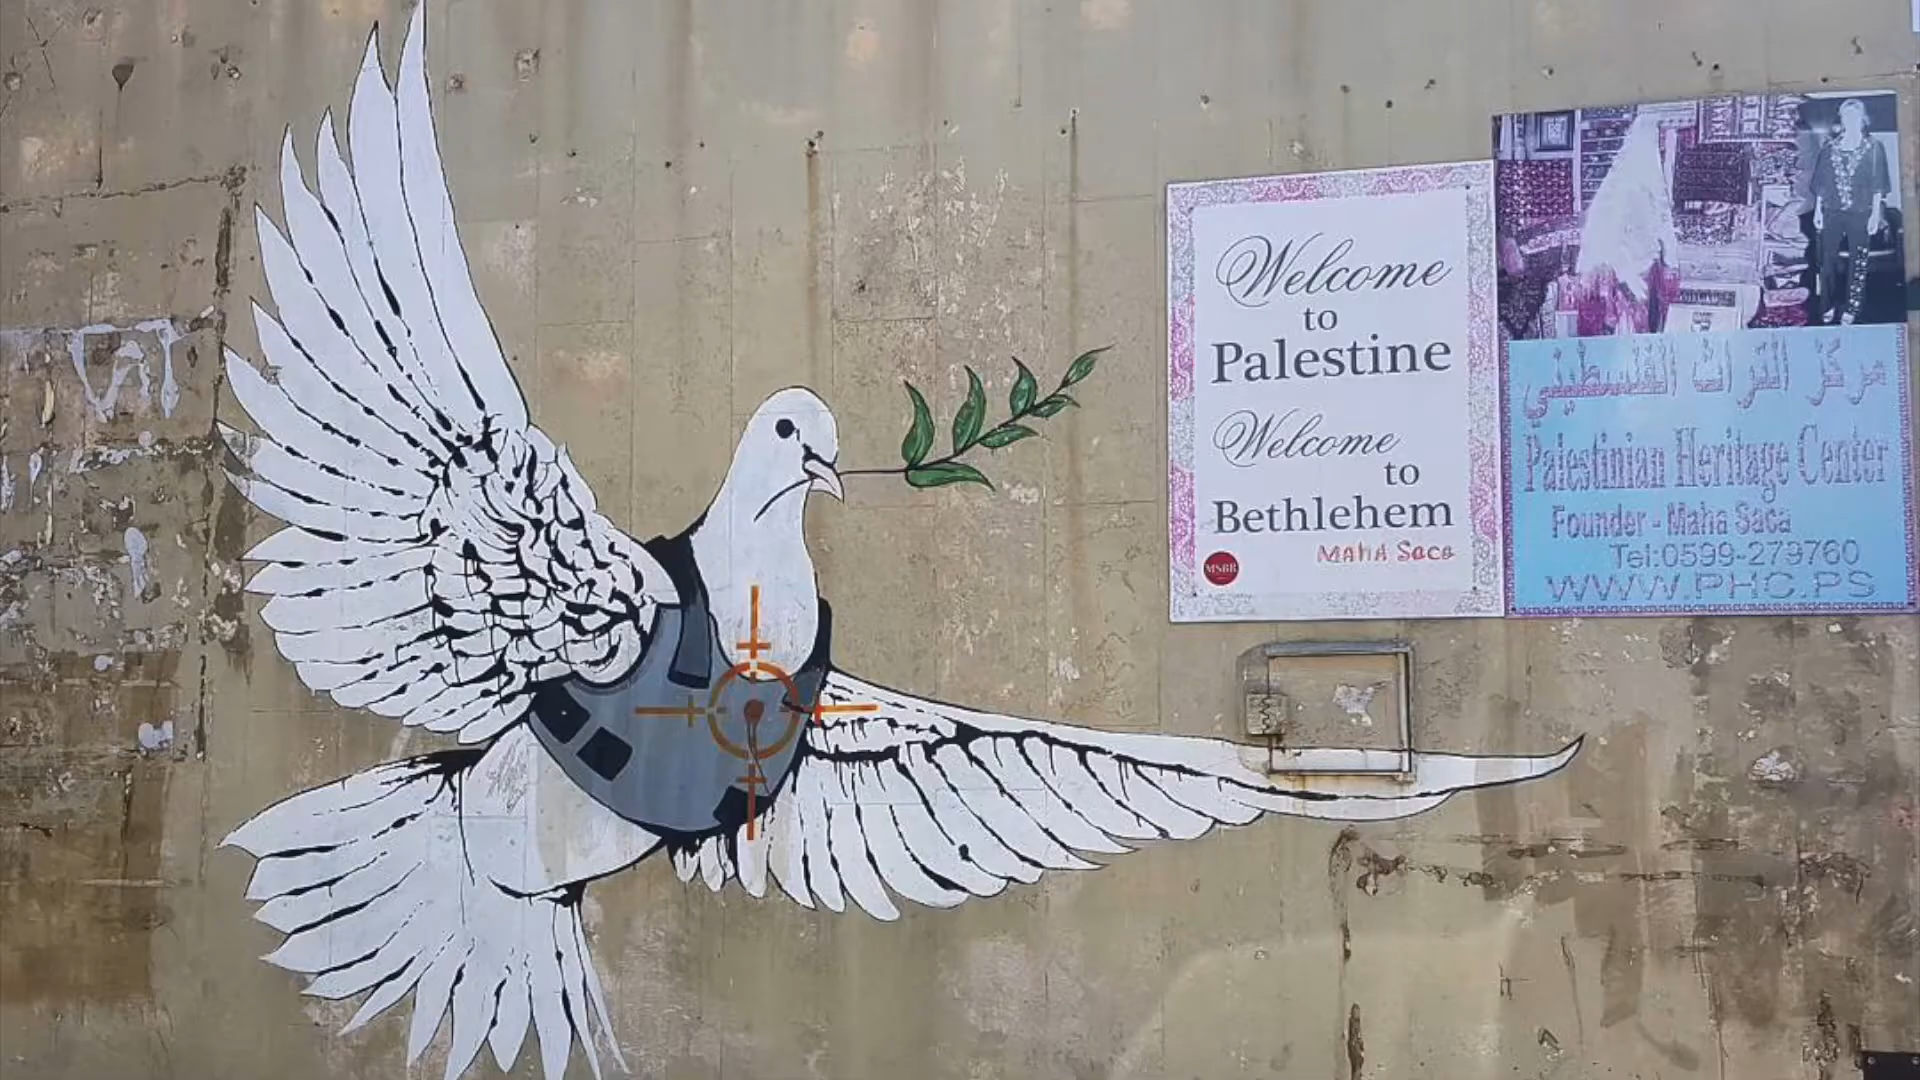 Welcome
to
Palestine
Welcome
to
Bethlehem
MAHA Saca
MSBR
مركز التراث الفلسطيني
Palestinian Heritage Center
Founder - Maha Saca
Tel:0599-279760
WWW.PHC.PS